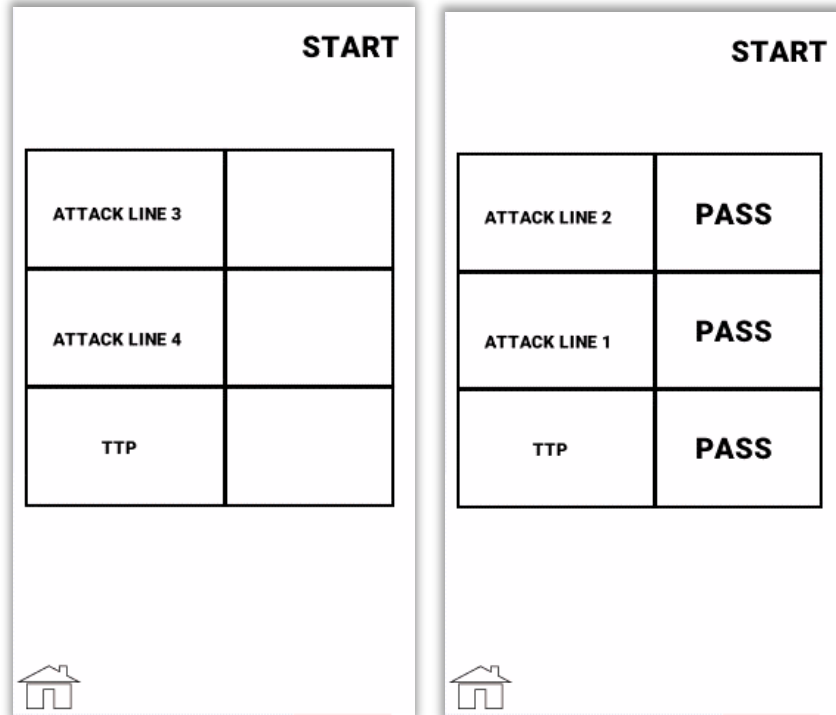 START
ATTACK LINE 3
ATTACK LINE 4
TTP
START
ATTACK LINE 2 PASS
ATTACK LINE 1 PASS
TTP PASS